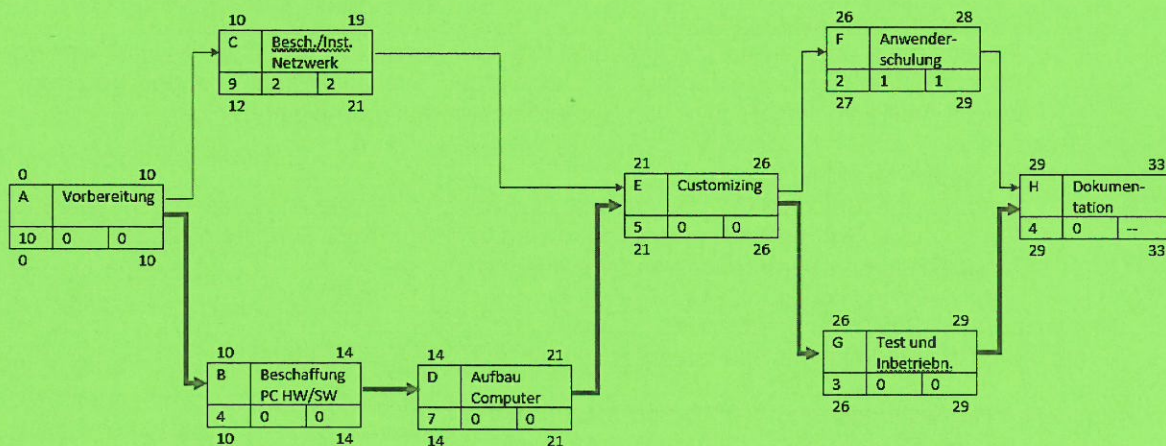 10 19
C Besch./Inst.
Netzwerk
9 2 2
12 21
26 28
F Anwender-
schulung
2 1 1
27 29
0 10
A Vorbereitung
10 0 0
0 10
21 26
E Customizing
5 0 0
21 26
29 33
H Dokumen-
tation
4 0 --
29 33
10 14
B Beschaffung
PC HW/SW
4 0 0
10 14
14 21
D Aufbau
Computer
7 0 0
14 21
26 29
G Test und
Inbetriebn.
3 0 0
26 29